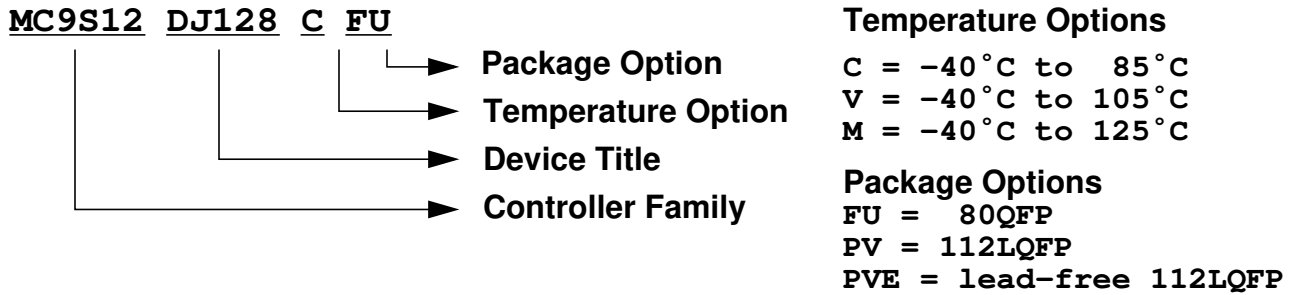 MC9S12 DJ128 C FU
Package Option
Temperature Option
Device Title
Controller Family
Temperature Options
C = -40°C to 85°C
V = -40°C to 105°C
M = -40°C to 125°C
Package Options
FU = 80QFP
PV = 112LQFP
PVE = lead-free 112LQFP